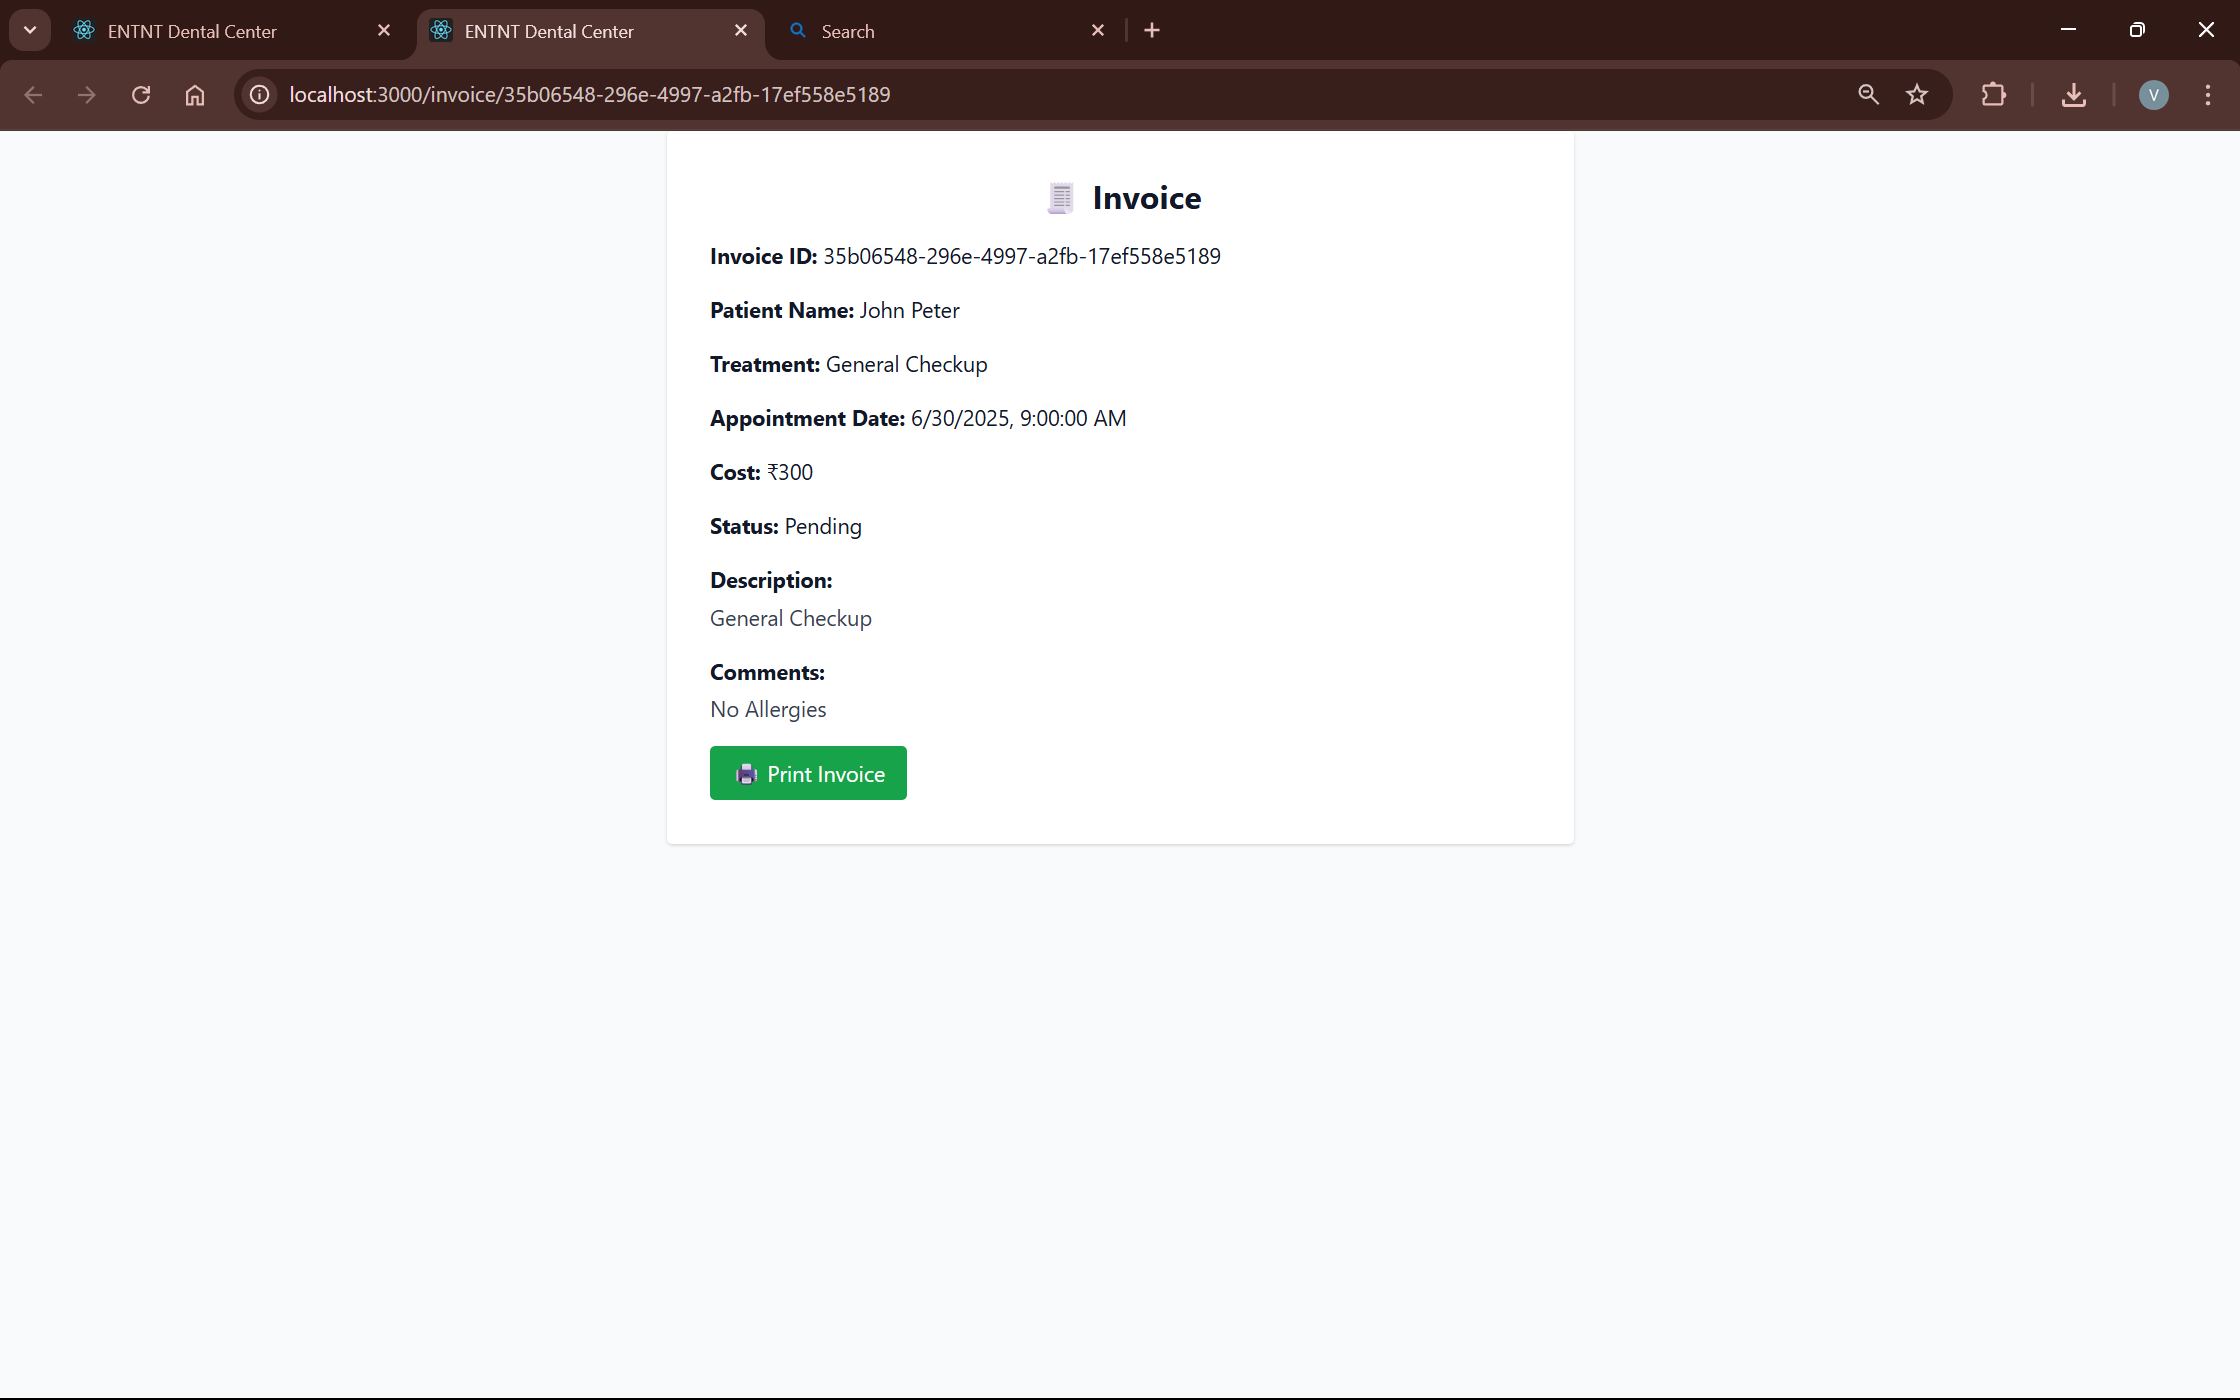 ENTNT Dental Center
ENTNT Dental Center
Search
localhost:3000/invoice/35b06548-296e-4997-a2fb-17ef558e5189
V
Invoice
Invoice ID: 35b06548-296e-4997-a2fb-17ef558e5189
Patient Name: John Peter
Treatment: General Checkup
Appointment Date: 6/30/2025, 9:00:00 AM
Cost: ₹300
Status: Pending
Description:
General Checkup
Comments:
No Allergies
Print Invoice